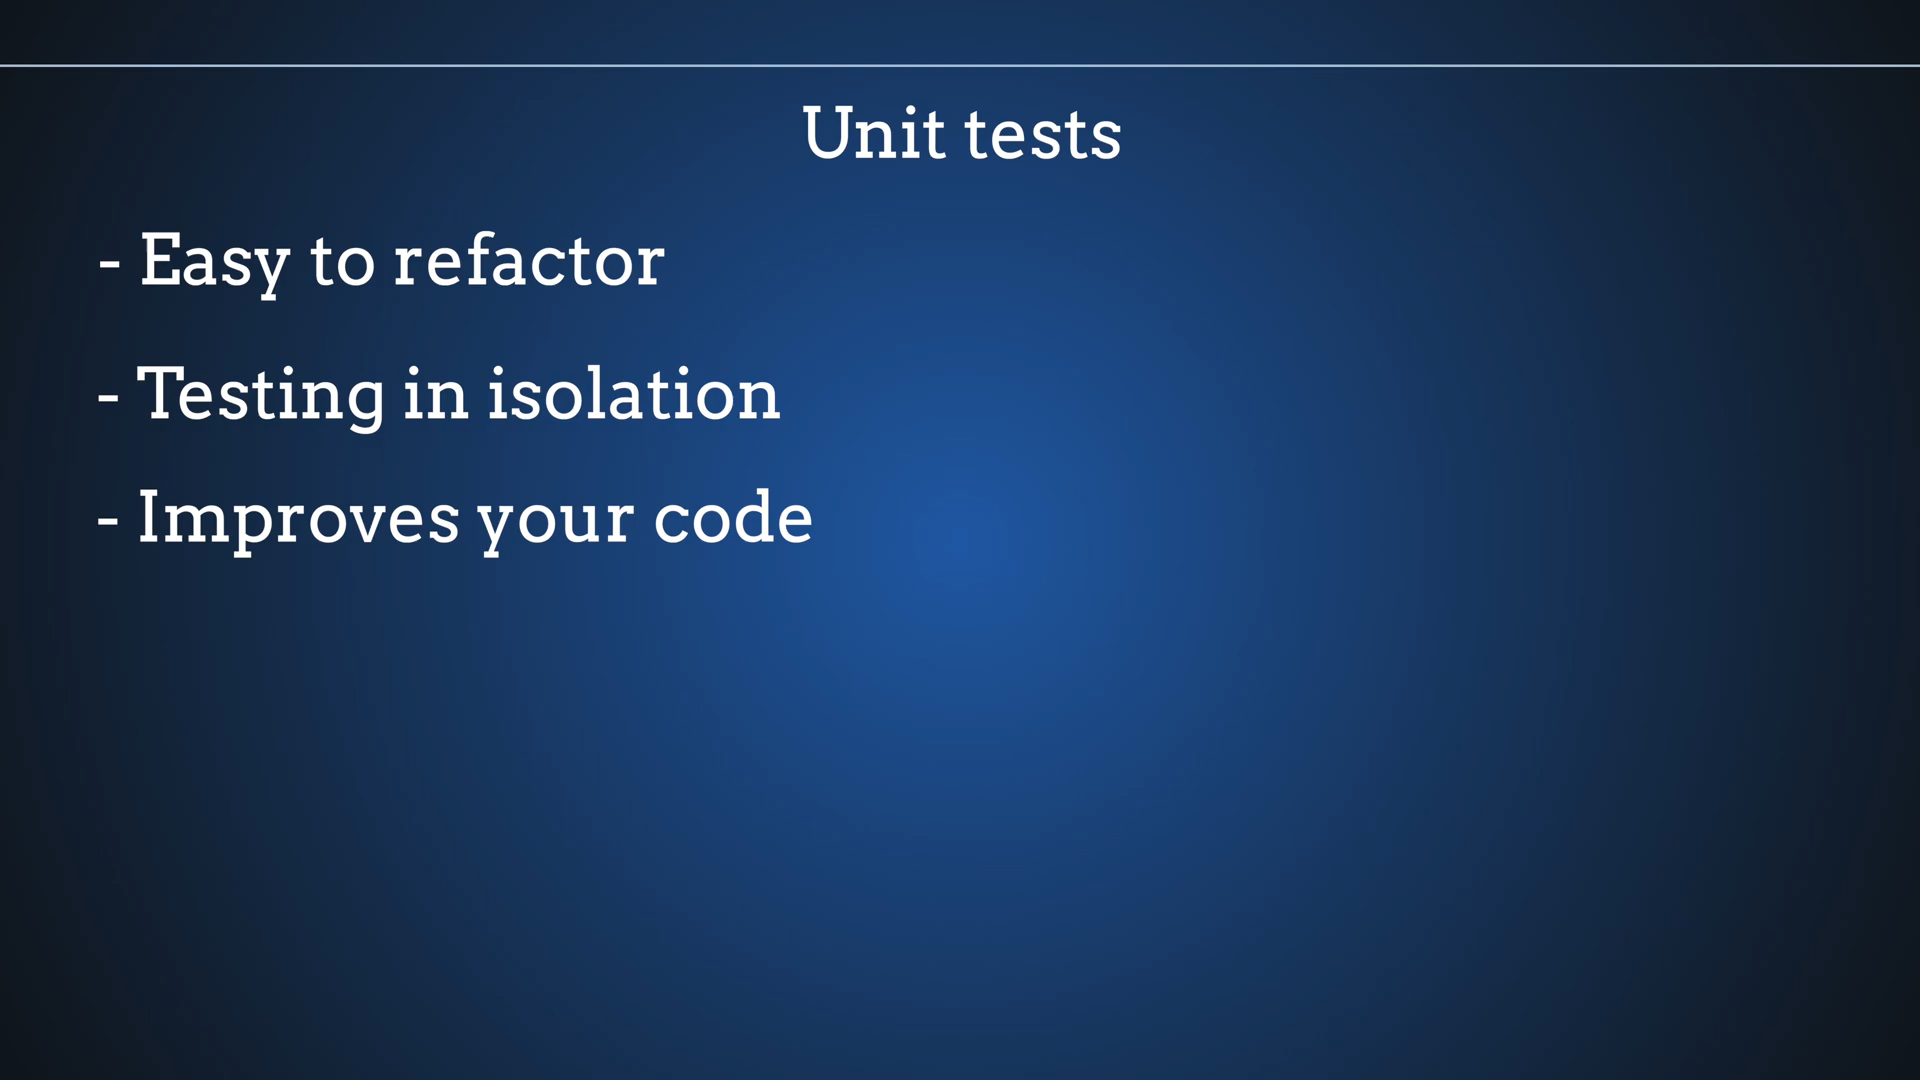 Unit tests
- Easy to refactor
- Testing in isolation
- Improves your code